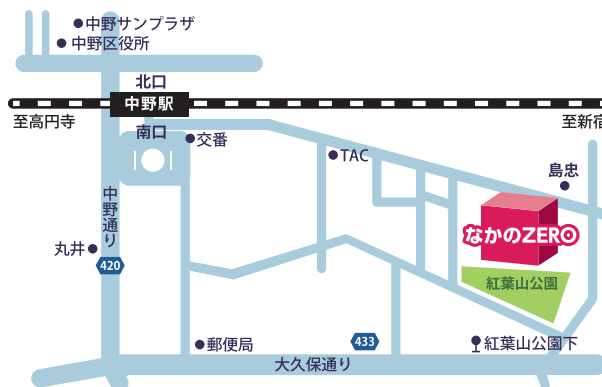 中野サンプラザ
中野区役所
北口
中野駅
至高円寺
至新宿
南口
交番
TAC
島忠
中野通り
なかのZERO
丸井
420
紅葉山公園
433
郵便局
紅葉山公園下
大久保通り